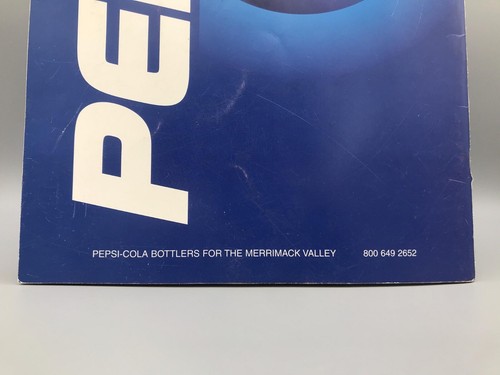 PE
PEPSI-COLA BOTTLERS FOR THE MERRIMACK VALLEY 800 649 2652